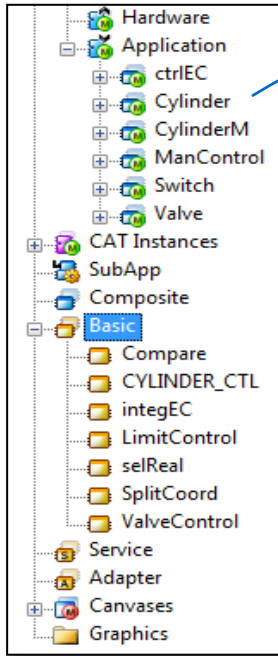 Hardware
Application
ctrlEC
Cylinder
CylinderM
ManControl
Switch
Valve
CAT Instances
SubApp
Composite
Basic
Compare
CYLINDER_CTL
integEC
LimitControl
selReal
SplitCoord
ValveControl
Service
Adapter
Canvases
Graphics